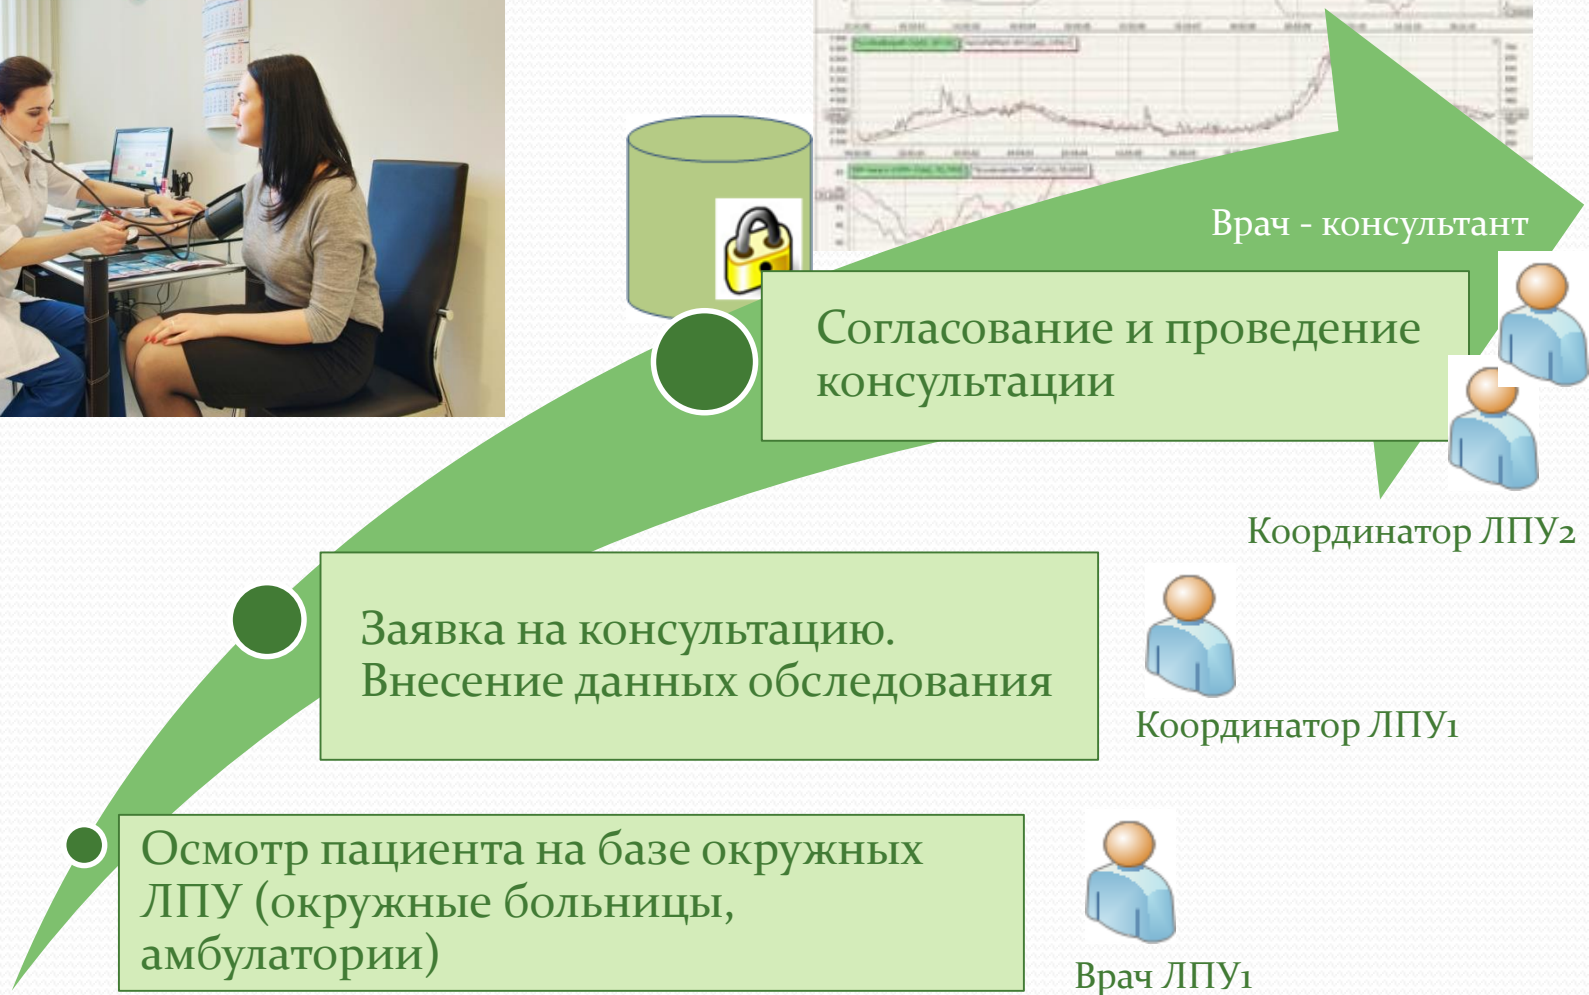 Врач - консультант
Согласование и проведение
консультации
Координатор ЛПУ2
Заявка на консультацию.
Внесение данных обследования
Координатор ЛПУ1
Осмотр пациента на базе окружных
ЛПУ (окружные больницы,
амбулатории)
Врач ЛПУ1